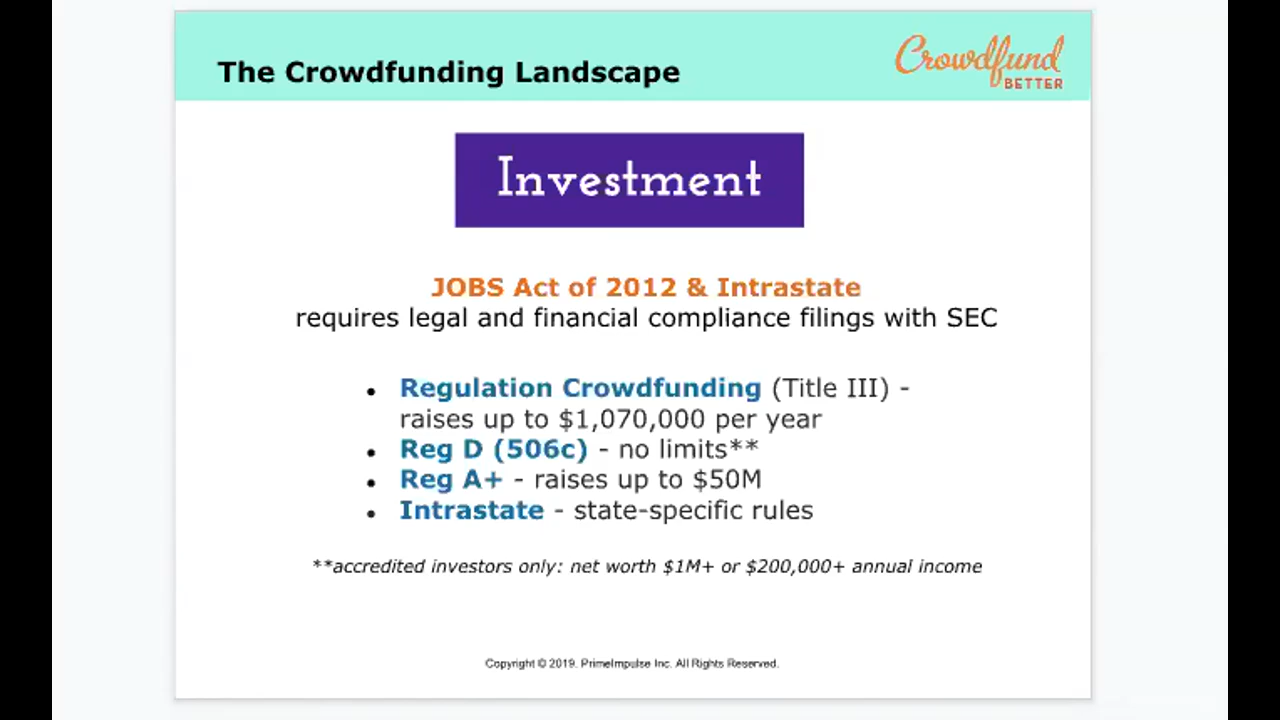 The Crowdfunding Landscape
Crowdfund
BETTER
Investment
JOBS Act of 2012 & Intrastate
requires legal and financial compliance filings with SEC
• Regulation Crowdfunding (Title III) -
raises up to $1,070,000 per year
• Reg D (506c) - no limits**
• Reg A+ - raises up to $50M
• Intrastate - state-specific rules
**accredited investors only: net worth $1M+ or $200,000+ annual income
Copyright © 2019. PrimeImpulse Inc. All Rights Reserved.